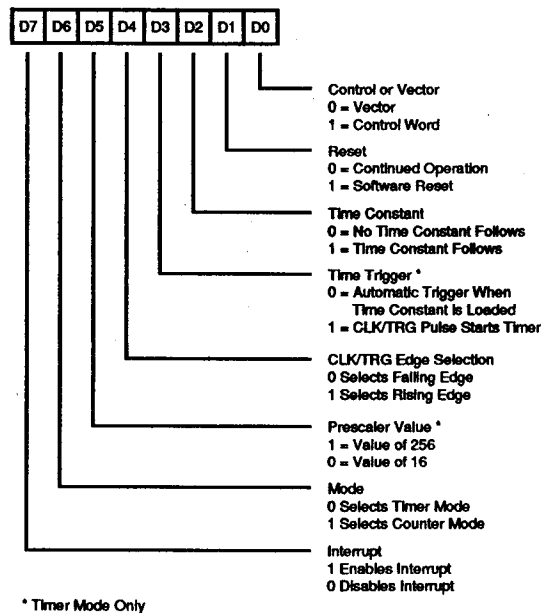 D7 D6 D5 D4 D3 D2 D1 D0
Control or Vector
0 = Vector
1 = Control Word
Reset
0 = Continued Operation
1 = Software Reset
Time Constant
0 = No Time Constant Follows
1 = Time Constant Follows
Time Trigger *
0 = Automatic Trigger When
Time Constant is Loaded
1 = CLK/TRG Pulse Starts Timer
CLK/TRG Edge Selection
0 Selects Falling Edge
1 Selects Rising Edge
Prescaler Value *
1 = Value of 256
0 = Value of 16
Mode
0 Selects Timer Mode
1 Selects Counter Mode
Interrupt
1 Enables Interrupt
0 Disables Interrupt
* Timer Mode Only